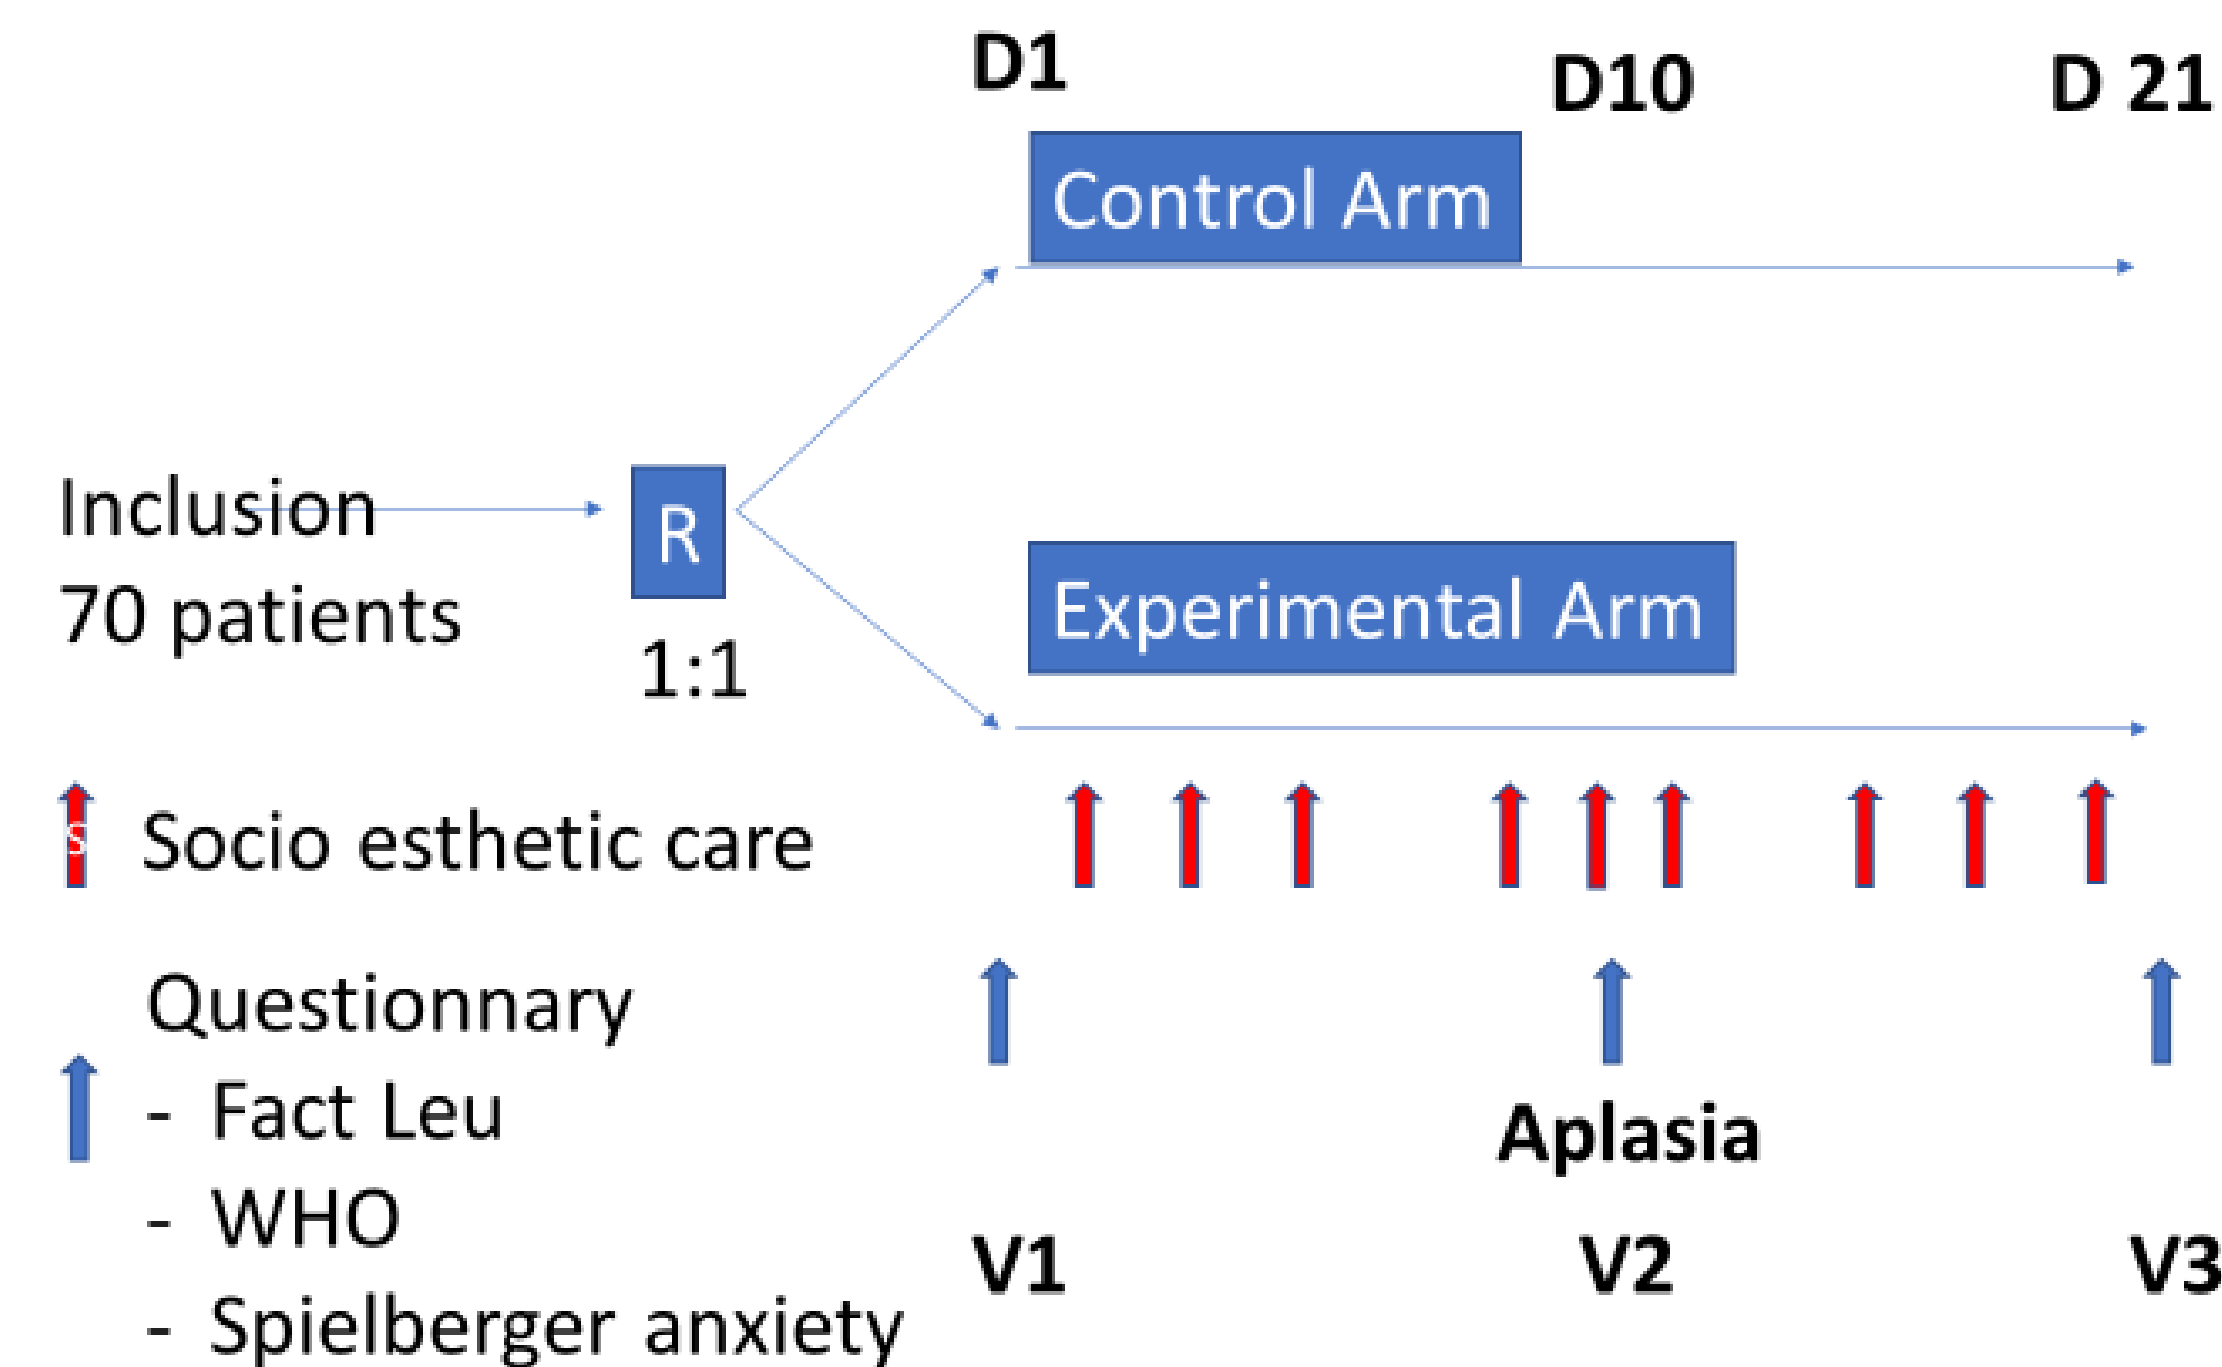 D1
D10
D 21
Control Arm
Inclusion
70 patients
R
1:1
Experimental Arm
S
Socio esthetic care
Questionnary
- Fact Leu
- WHO
- Spielberger anxiety
Aplasia
V1
V2
V3